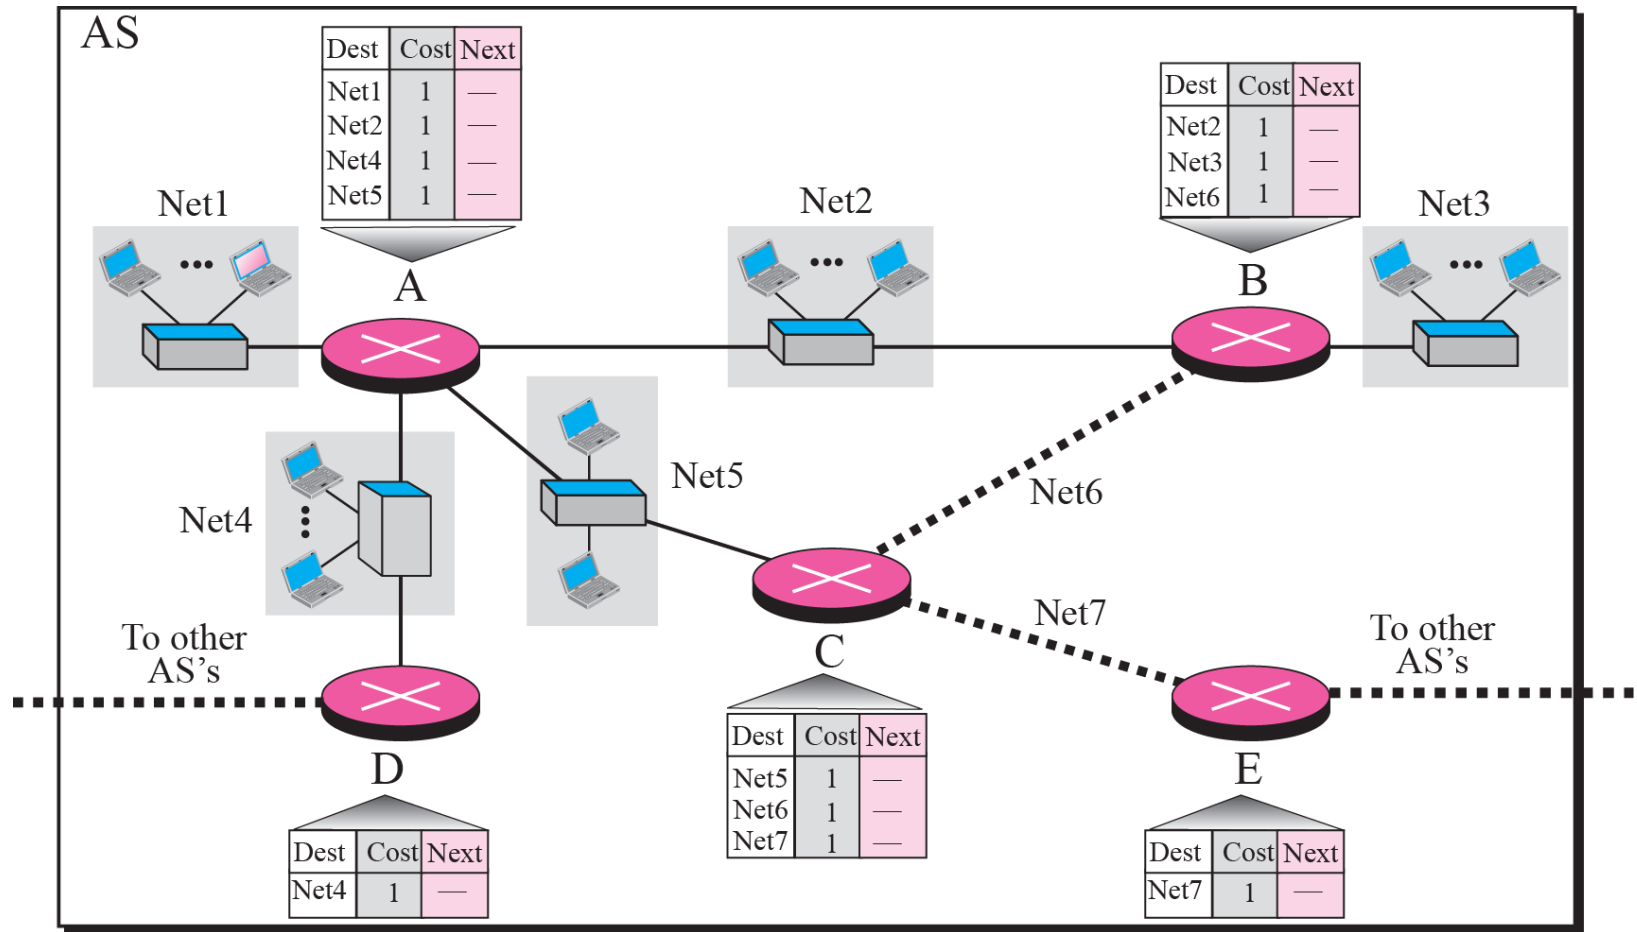 AS
Dest Cost Next
Net1 1 —
Net2 1 —
Net4 1 —
Net5 1 —
Dest Cost Next
Net2 1 —
Net3 1 —
Net6 1 —
Net1
Net2
Net3
A
B
Net5
Net4
Net6
To other
AS's
Net7
To other
AS's
C
D
E
Dest Cost Next
Net5 1 —
Net6 1 —
Net7 1 —
Dest Cost Next
Net4 1 —
Dest Cost Next
Net7 1 —